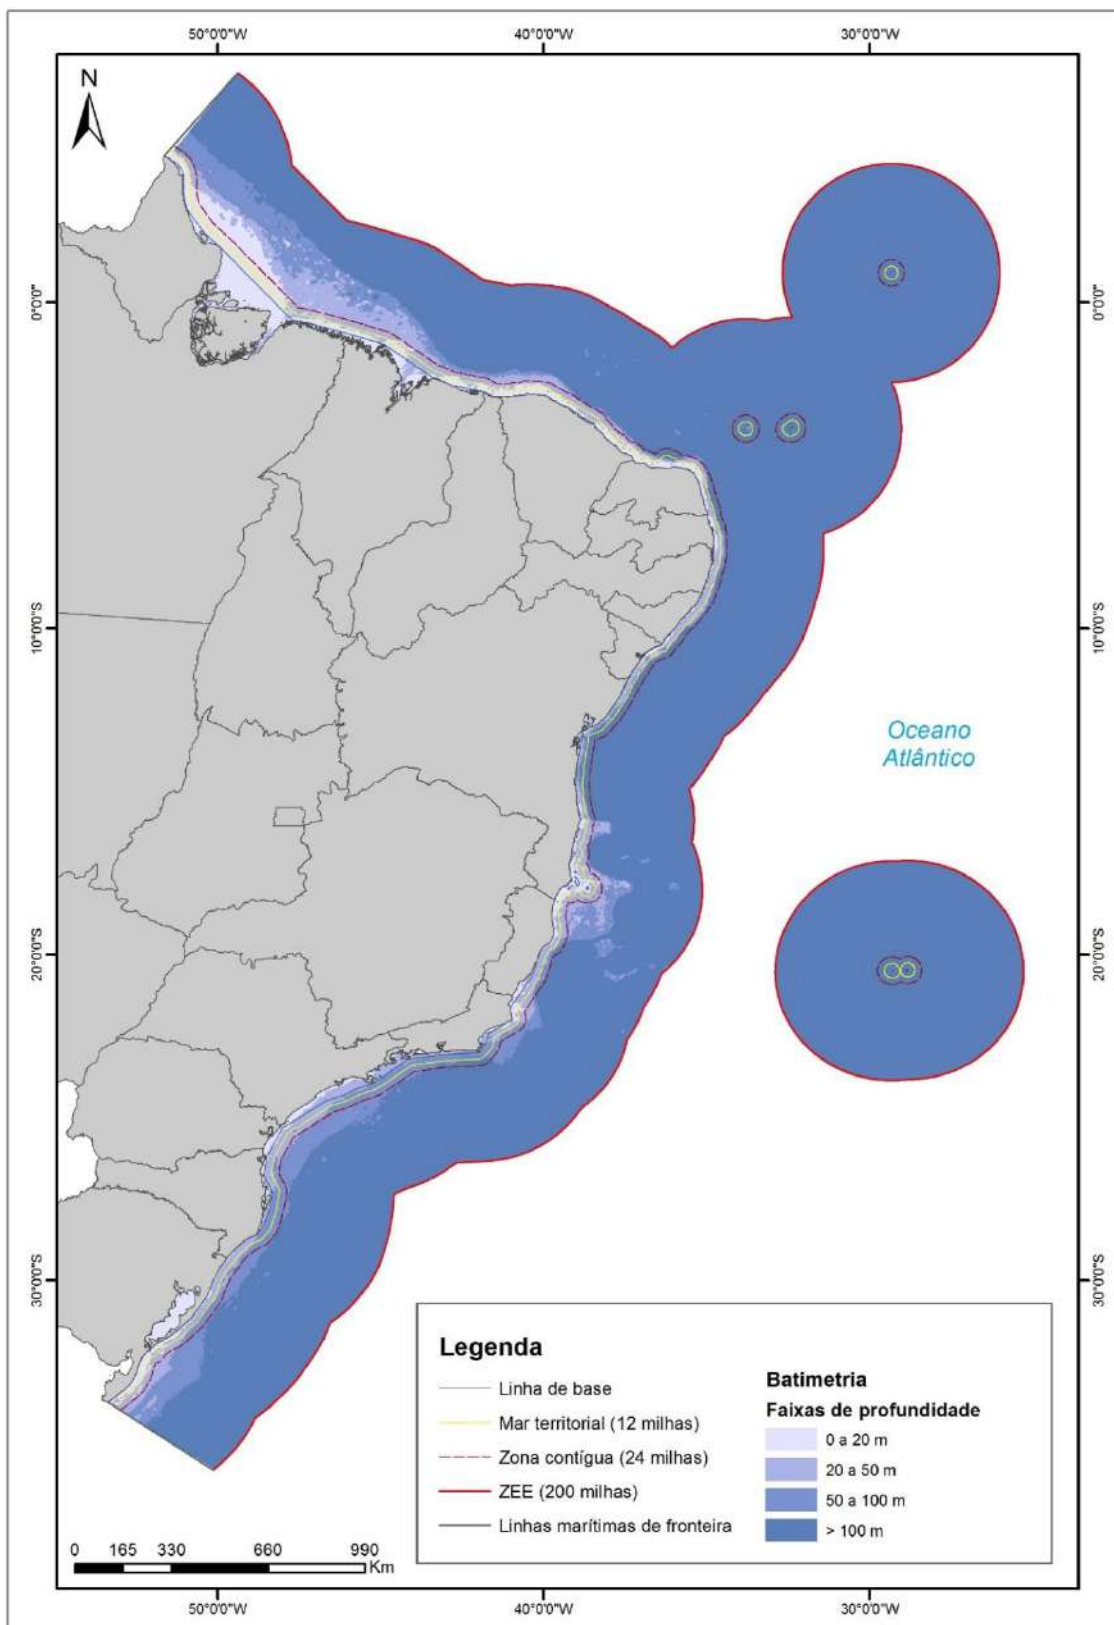 50°0'0"W 40°0'0"W 30°0'0"W
N
0°0'0" 0°0'0"
10°0'0"S 10°0'0"S
Oceano
Atlântico
20°0'0"S 20°0'0"S
30°0'0"S 30°0'0"S
Legenda
Linha de base
Mar territorial (12 milhas)
Zona contígua (24 milhas)
ZEE (200 milhas)
Linhas marítimas de fronteira
Batimetria
Faixas de profundidade
0 a 20 m
20 a 50 m
50 a 100 m
> 100 m
0 165 330 660 990
Km
50°0'0"W 40°0'0"W 30°0'0"W